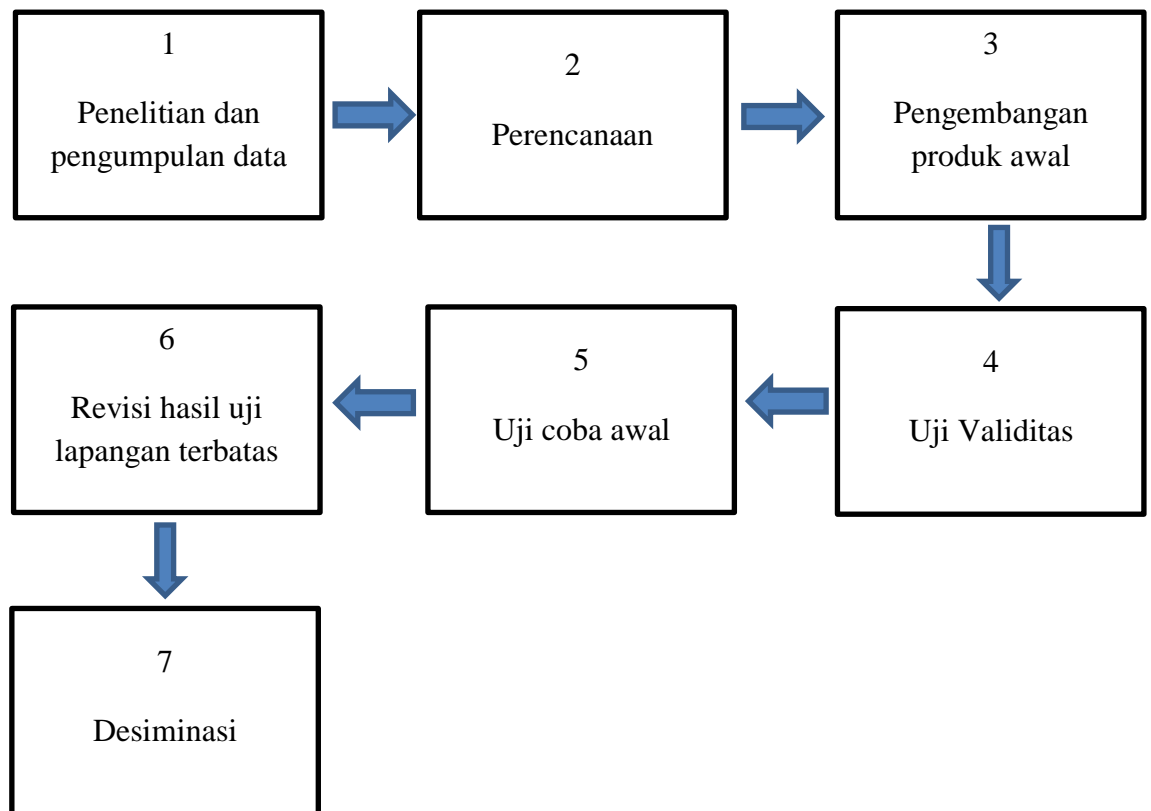 1
Penelitian dan
pengumpulan data
2
Perencanaan
3
Pengembangan
produk awal
4
Uji Validitas
5
Uji coba awal
6
Revisi hasil uji
lapangan terbatas
7
Desiminasi